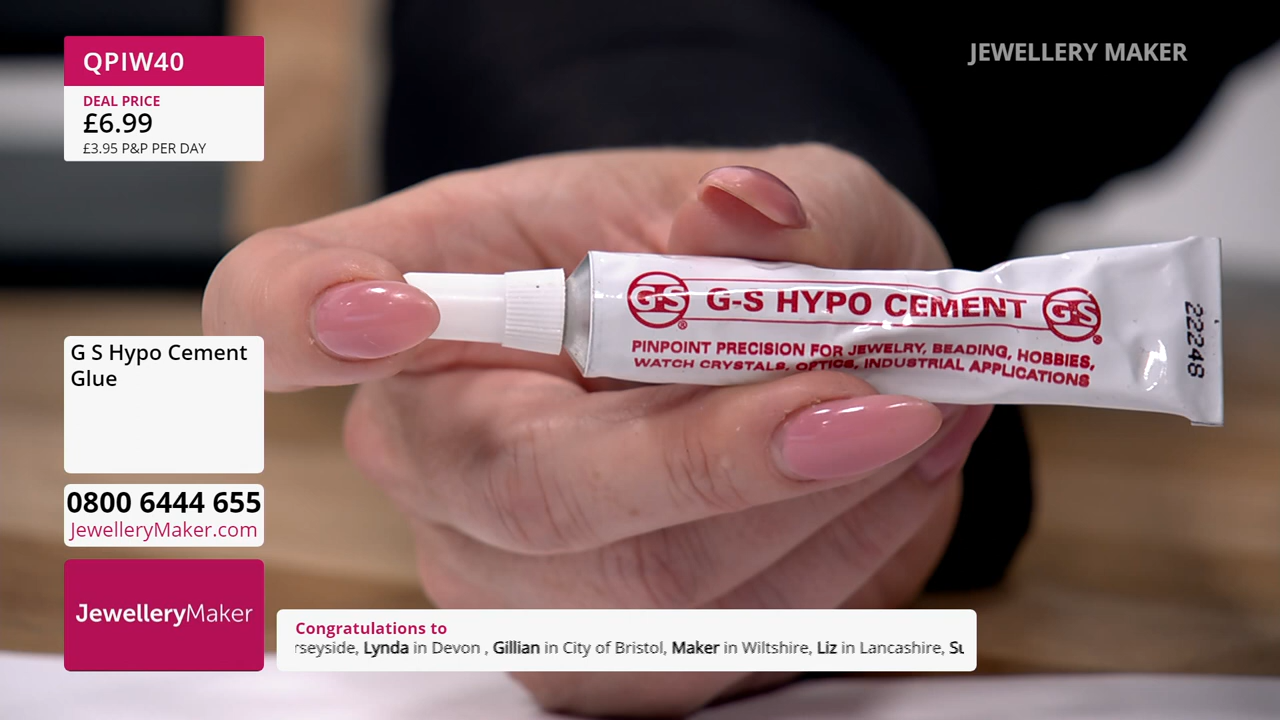 QPIW40
DEAL PRICE
£6.99
£3.95 P&P PER DAY
JEWELLERY MAKER
GS G-S HYPO CEMENT GS
®
®
PINPOINT PRECISION FOR JEWELRY, BEADING, HOBBIES,
WATCH CRYSTALS, OPTICS, INDUSTRIAL APPLICATIONS
22248
G S Hypo Cement
Glue
0800 6444 655
JewelleryMaker.com
JewelleryMaker
Congratulations to
rseyside, Lynda in Devon , Gillian in City of Bristol, Maker in Wiltshire, Liz in Lancashire, Su